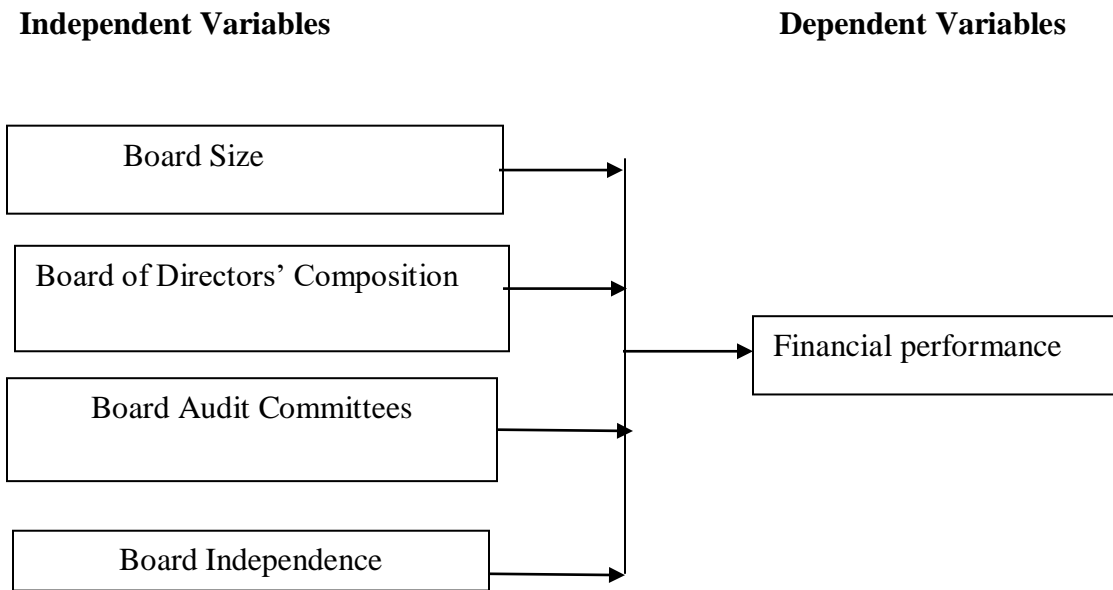 Independent Variables
Dependent Variables
Board Size
Board of Directors’ Composition
Financial performance
Board Audit Committees
Board Independence